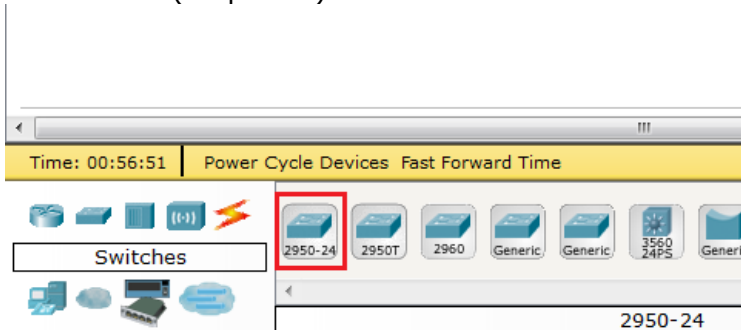 Time: 00:56:51 Power Cycle Devices Fast Forward Time
Switches
2950-24 2950T 2960 Generic Generic 3560 24PS Generi
2950-24